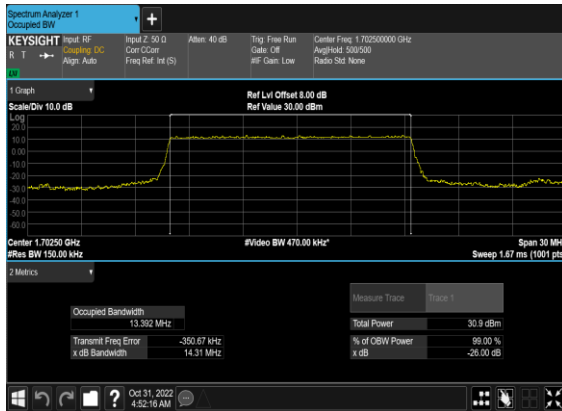 Spectrum Analyzer 1
Occupied BW
+
KEYSIGHT
R T
Input: RF
Coupling: DC
Align: Auto
Input Z: 50 Ω
Corr CCorr
Freq Ref: Int (S)
Atten: 40 dB
Trig: Free Run
Gate: Off
#IF Gain: Low
Center Freq: 1.702500000 GHz
Avg|Hold: 500/500
Radio Std: None
1 Graph
Scale/Div 10.0 dB
Ref Lvl Offset 8.00 dB
Ref Value 30.00 dBm
Log
20.0
10.0
0.00
-10.0
-20.0
-30.0
-40.0
-50.0
-60.0
Center 1.70250 GHz
#Res BW 150.00 kHz
#Video BW 470.00 kHz*
Span 30 MH
Sweep 1.67 ms (1001 pts
2 Metrics
Measure Trace Trace 1
Occupied Bandwidth
13.392 MHz
Total Power 30.9 dBm
Transmit Freq Error -350.67 kHz
% of OBW Power 99.00 %
x dB Bandwidth 14.31 MHz
x dB -26.00 dB
?
Oct 31, 2022
4:52:16 AM